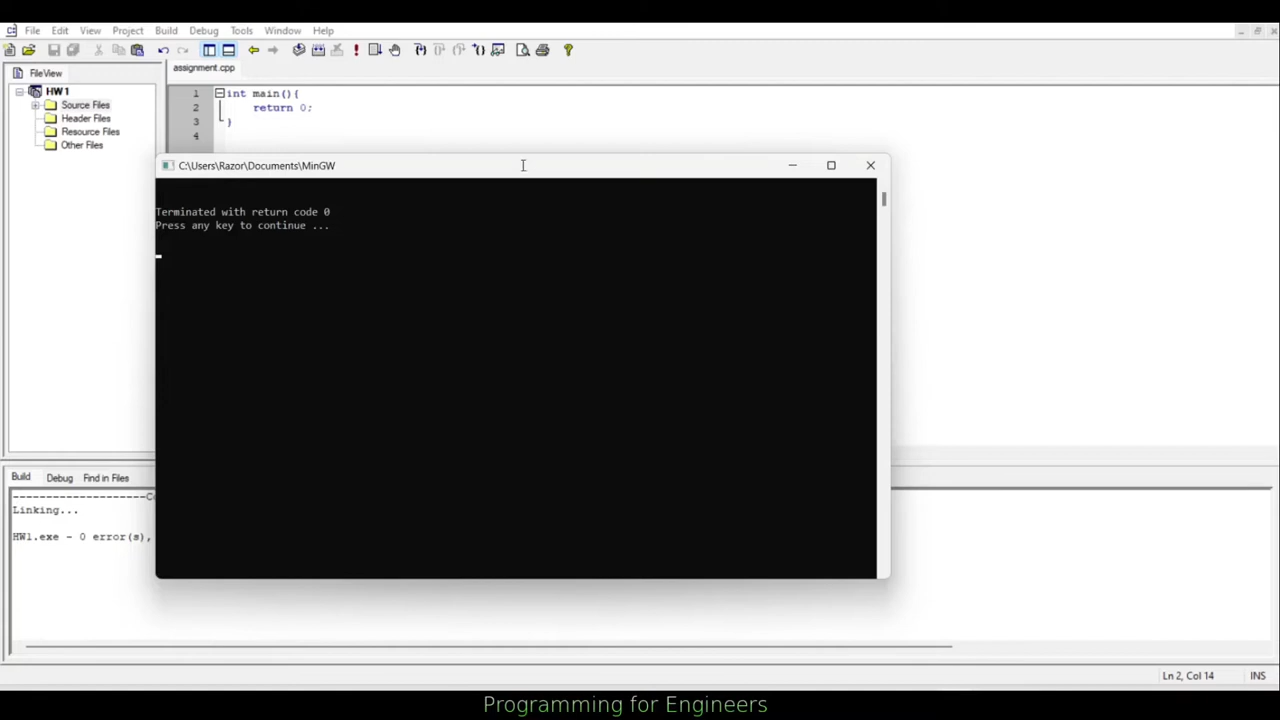 File Edit View Project Build Debug Tools Window Help
FileView
assignment.cpp
HW1
Source Files
Header Files
Resource Files
Other Files
1 int main(){
2 return 0;
3 }
4
C:\Users\Razor\Documents\MinGW
Terminated with return code 0
Press any key to continue ...
Build Debug Find in Files
Linking...
HW1.exe - 0 error(s),
Ln 2, Col 14 INS
Programming for Engineers